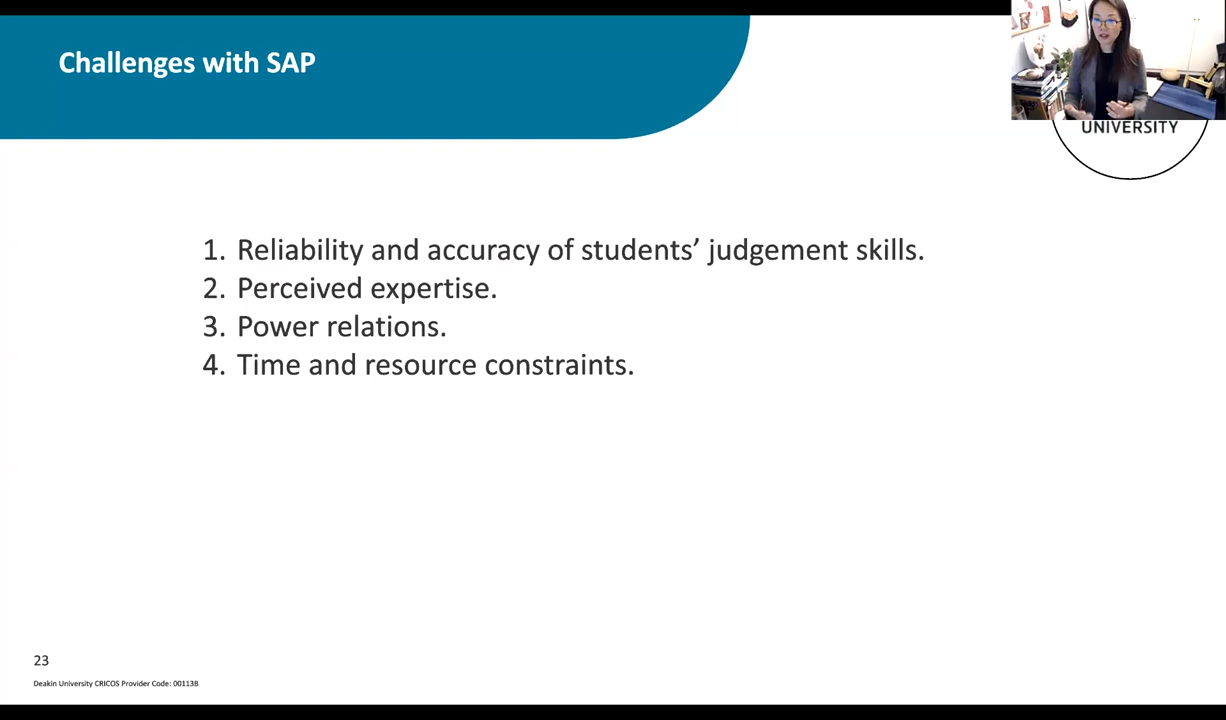 Challenges with SAP
UNIVERSITY
1. Reliability and accuracy of students’ judgement skills.
2. Perceived expertise.
3. Power relations.
4. Time and resource constraints.
23
Deakin University CRICOS Provider Code: 00113B